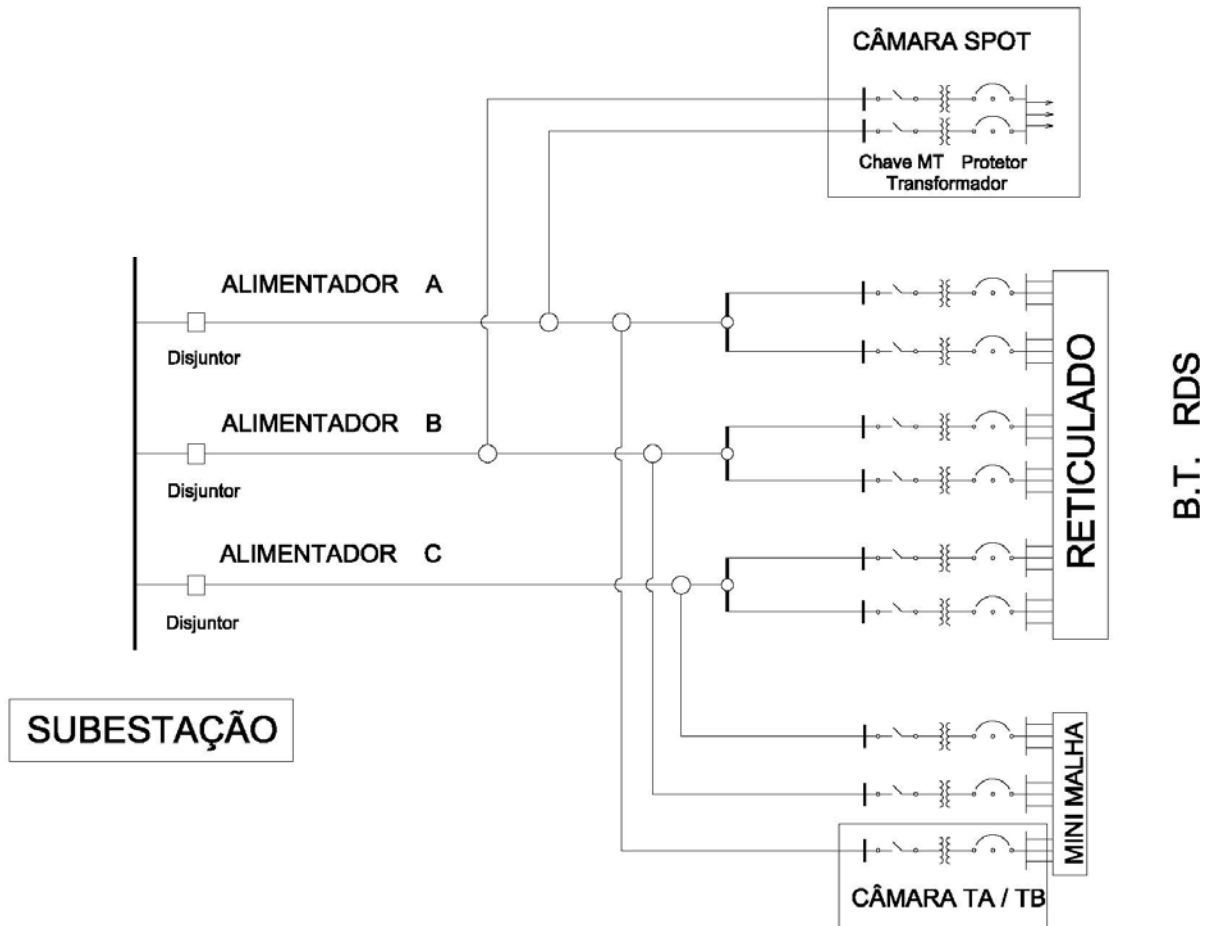 CÂMARA SPOT
Chave MT Protetor
Transformador
ALIMENTADOR A
Disjuntor
ALIMENTADOR B
Disjuntor
ALIMENTADOR C
Disjuntor
RETICULADO
B.T. RDS
SUBESTAÇÃO
MINI MALHA
CÂMARA TA / TB